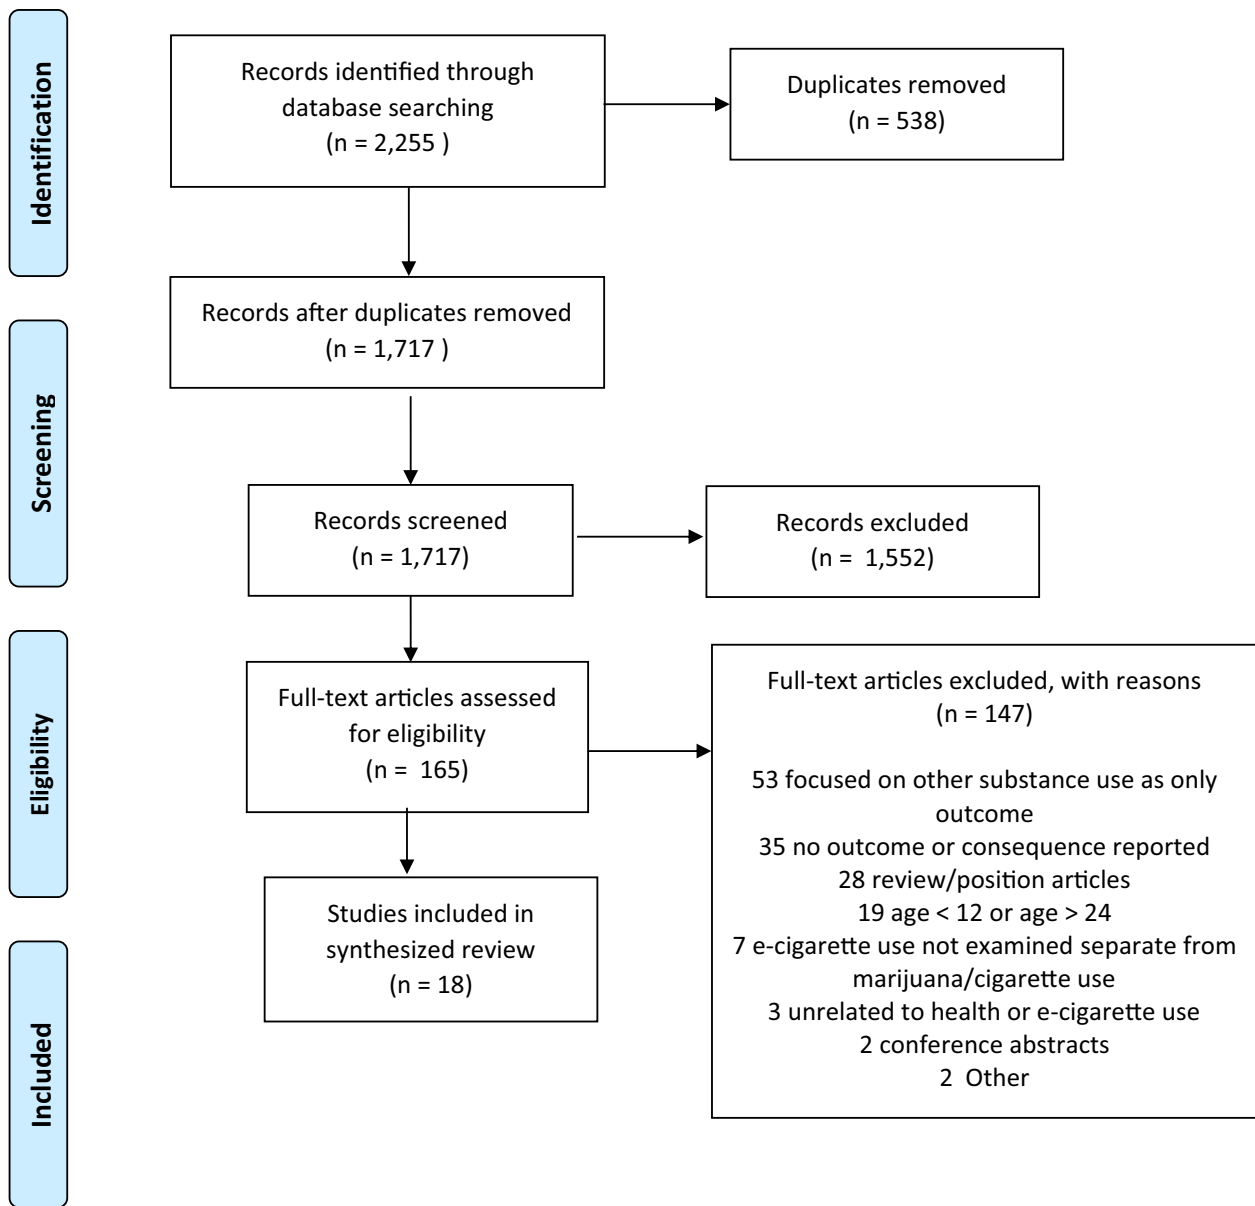 Identification
Records identified through
database searching
(n = 2,255 )
Duplicates removed
(n = 538)
Records after duplicates removed
(n = 1,717 )
Screening
Records screened
(n = 1,717)
Records excluded
(n =  1,552)
Eligibility
Full-text articles assessed
for eligibility
(n =  165)
Full-text articles excluded, with reasons
(n = 147)
53 focused on other substance use as only
outcome
35 no outcome or consequence reported
28 review/position articles
19 age < 12 or age > 24
7 e-cigarette use not examined separate from
marijuana/cigarette use
3 unrelated to health or e-cigarette use
2 conference abstracts
2  Other
Included
Studies included in
synthesized review
(n = 18)